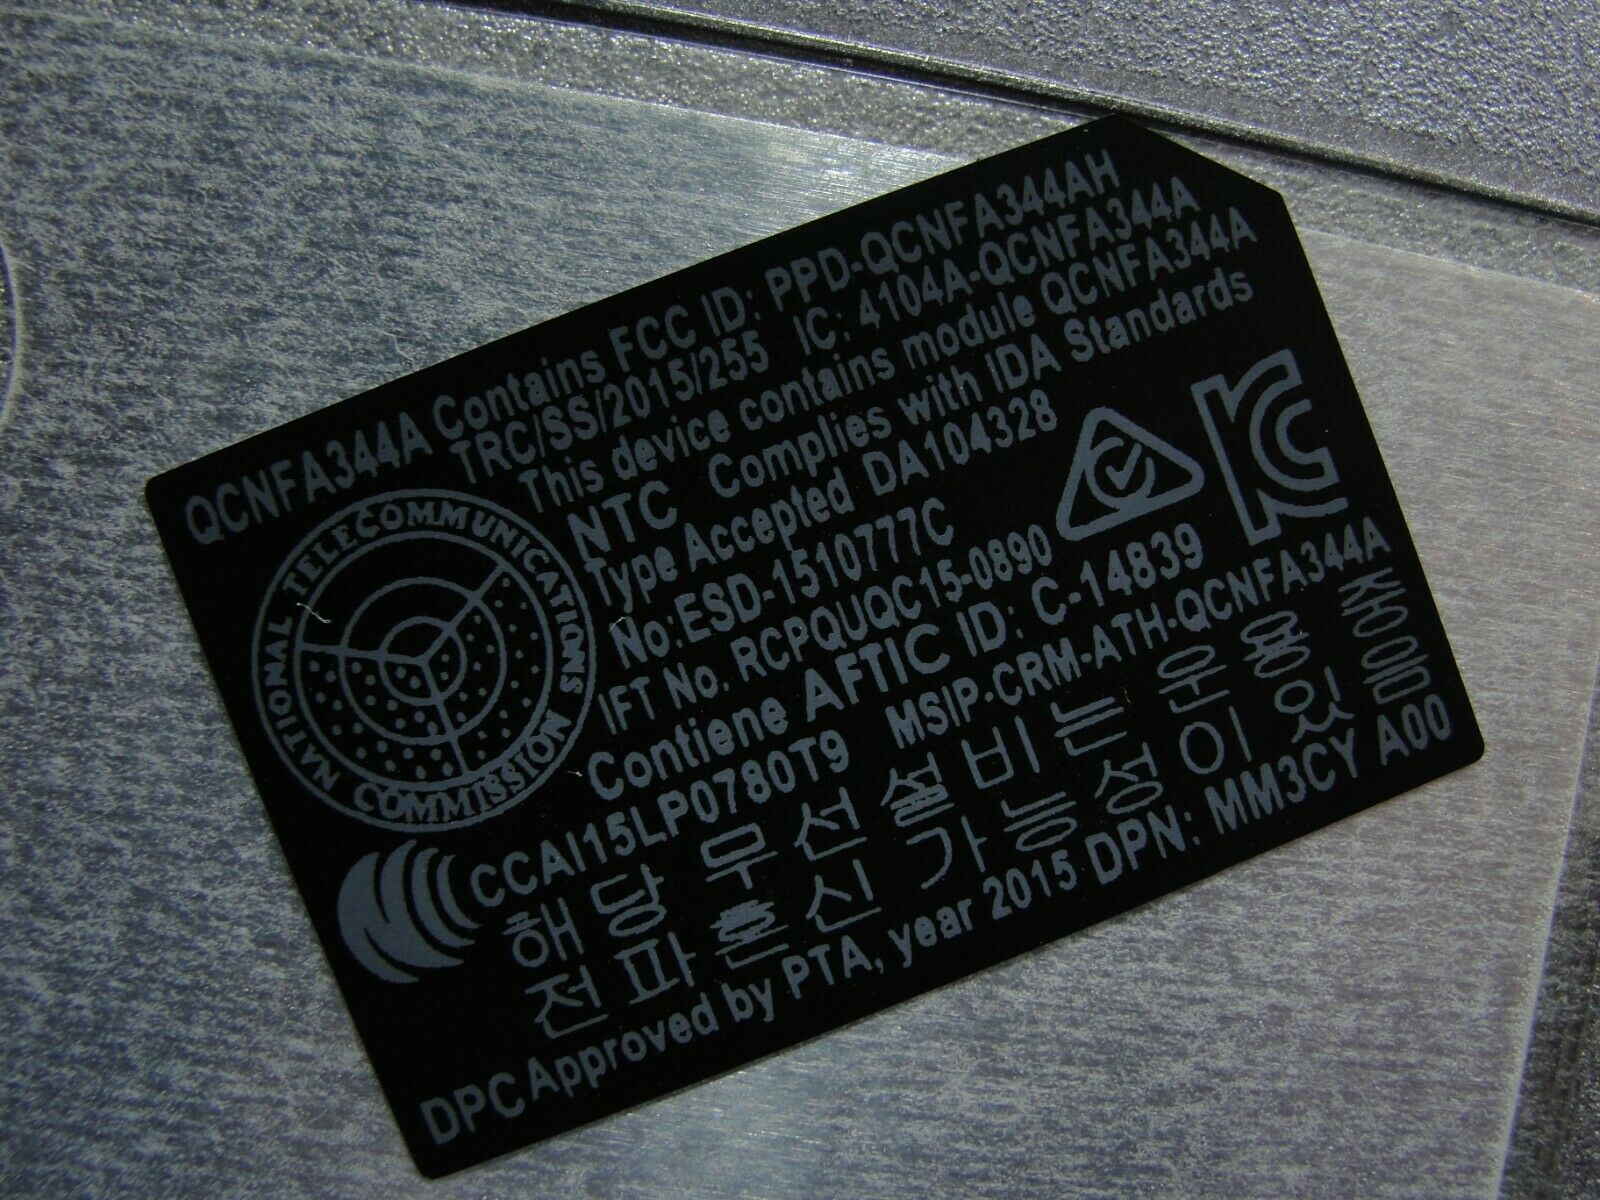 QCNFA344A Contains FCC ID: PPD-QCNFA344AH
TRC/SS/2015/255 IC: 4104A-QCNFA344A
This device contains module QCNFA344A
NTC Complies with IDA Standards
Type Accepted DA104328
No:ESD-1510777C
IFT No. RCPQUQC15-0890
Contiene AFTIC ID: C-14839
NATIONAL TELECOMMUNICATIONS COMMISSION
CCAI15LP0780T9 MSIP-CRM-ATH-QCNFA344A
해당 무선 설비는 운용 중
전파혼신 가능성이 있음
DPC Approved by PTA, year 2015 DPN: MM3CY A00